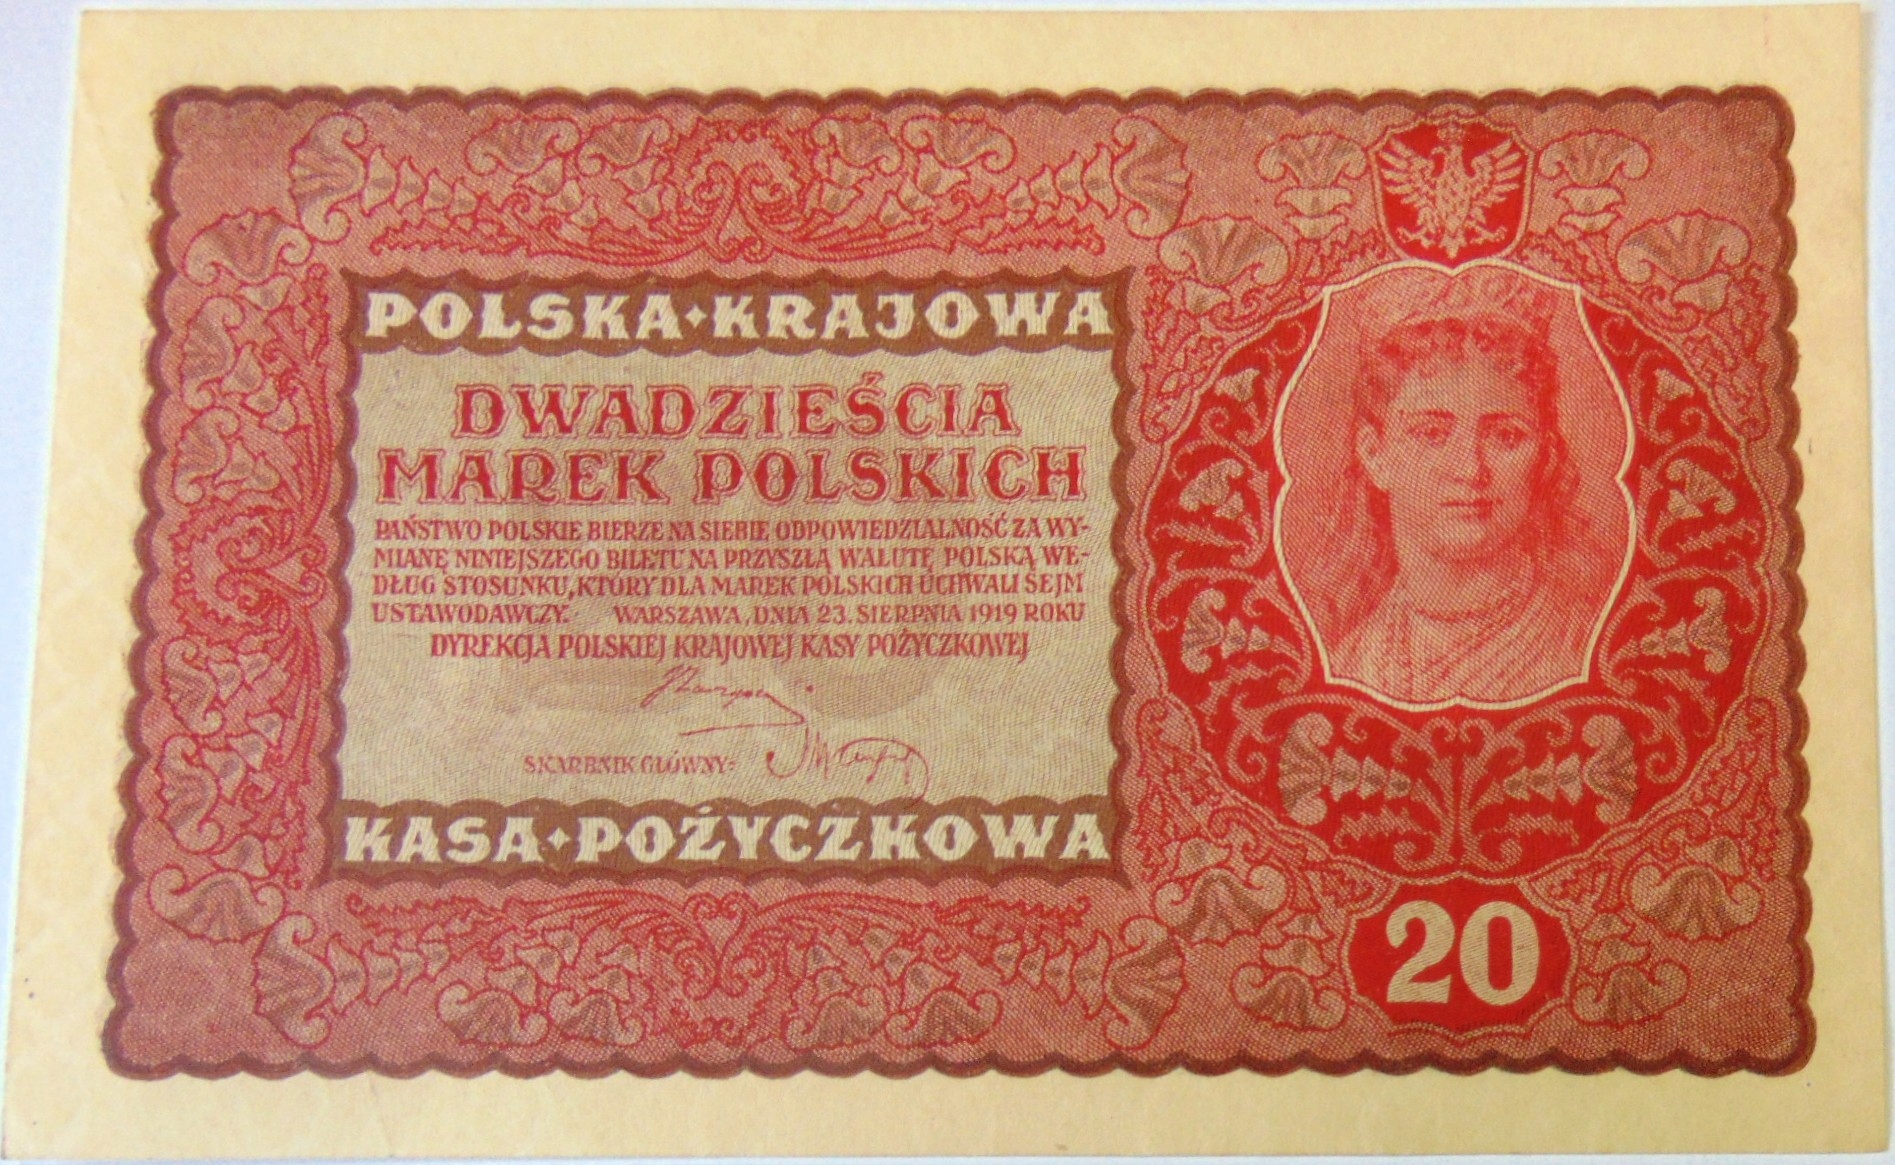 POLSKA·KRAJOWA
DWADZIEŚCIA
MAREK POLSKICH
PAŃSTWO POLSKIE BIERZE NA SIEBIE ODPOWIEDZIALNOŚĆ ZA WY-
MIANĘ NINIEJSZEGO BILETU NA PRZYSZŁĄ WALUTĘ POLSKĄ WE-
DŁUG STOSUNKU, KTÓRY DLA MAREK POLSKICH UCHWALI SEJM
USTAWODAWCZY. WARSZAWA, DNIA 23. SIERPNIA 1919 ROKU
DYREKCJA POLSKIEJ KRAJOWEJ KASY POŻYCZKOWEJ
SKARBNIK GŁÓWNY:
KASA·POŻYCZKOWA
20